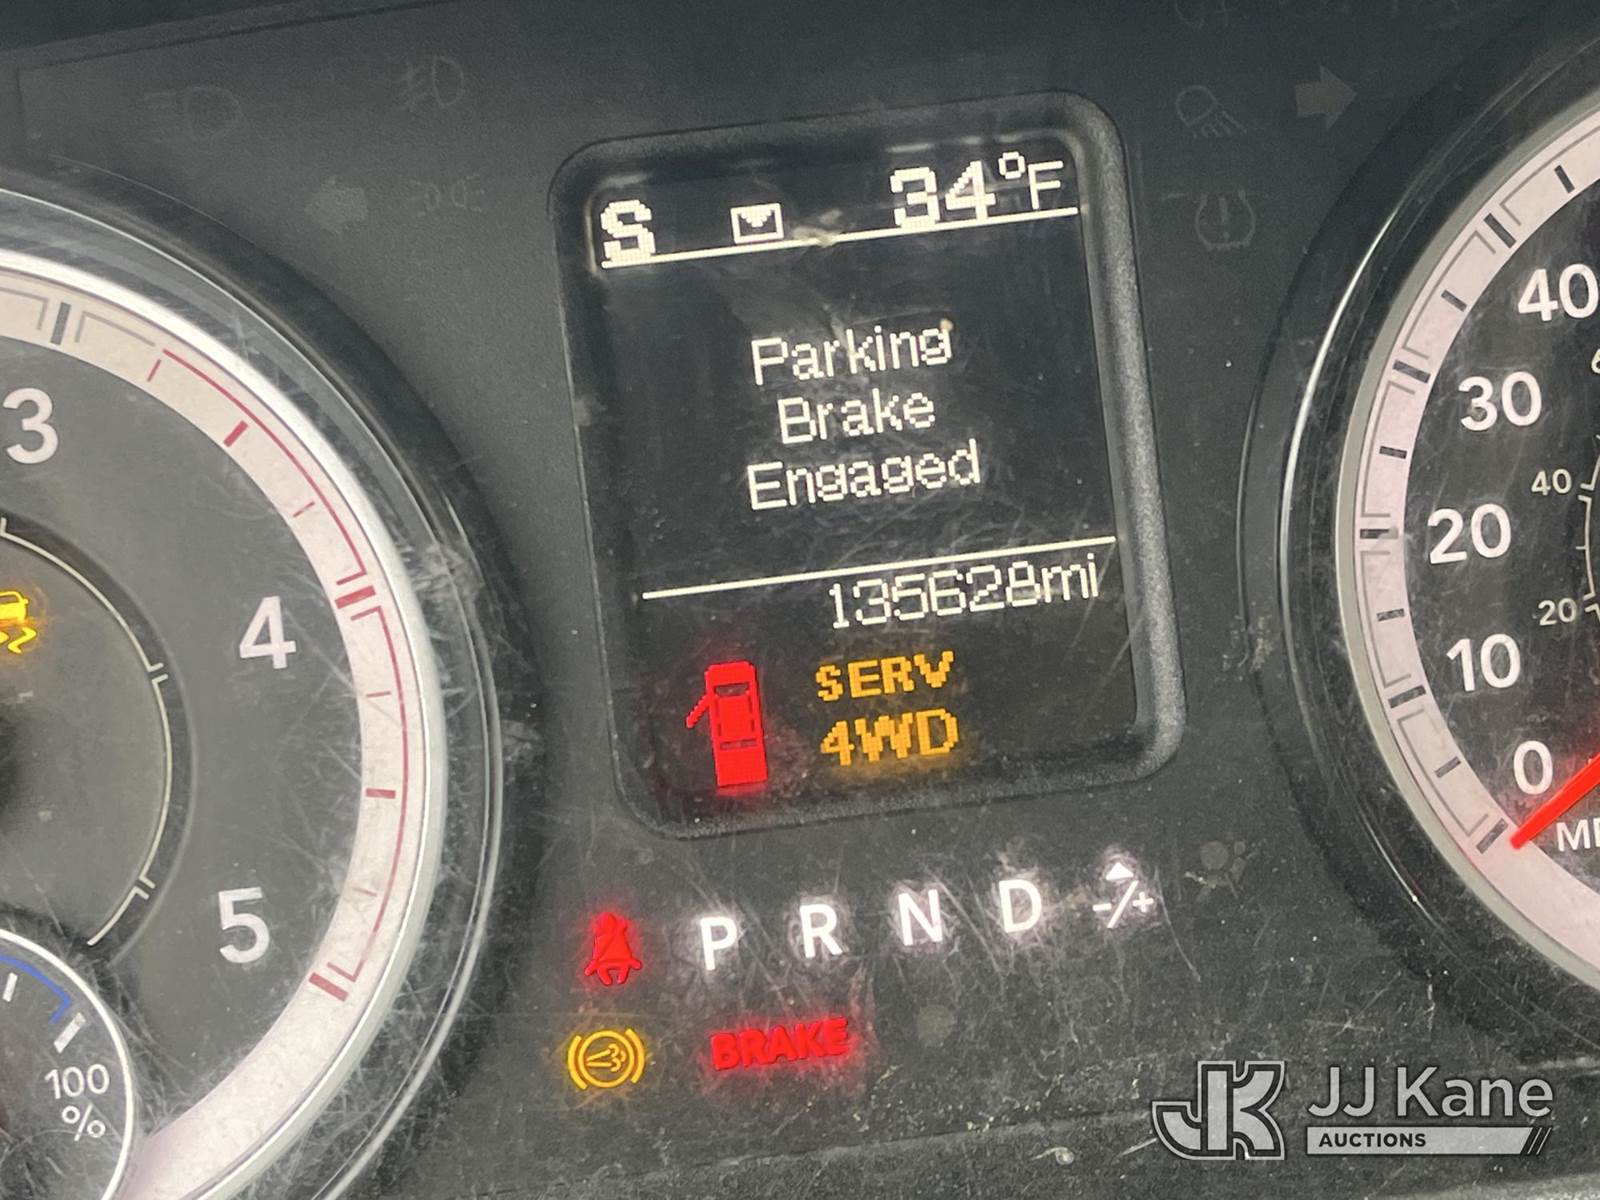 S 34°F
Parking
Brake
Engaged
135628mi
SERV
4WD
P R N D -/+
BRAKE
3
4
5
100
%
40
30
20
10
0
40
20
JJ Kane
AUCTIONS